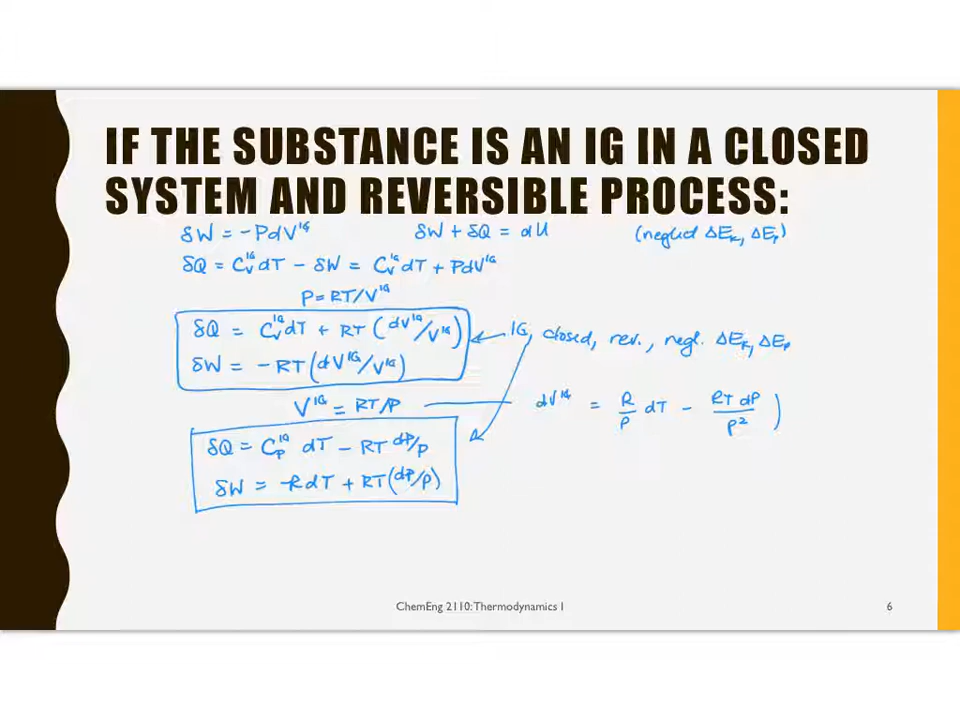 IF THE SUBSTANCE IS AN IG IN A CLOSED
SYSTEM AND REVERSIBLE PROCESS:
δW = -PdV^IG δW + δQ = dU (neglect ΔE_K, ΔE_P)
δQ = C_V^IG dT - δW = C_V^IG dT + PdV^IG
P = RT/V^IG
δQ = C_V^IG dT + RT (dV^IG/V^IG) ← IG, closed, rev., negl. ΔE_K, ΔE_P
δW = -RT (dV^IG/V^IG)
V^IG = RT/P — dV^IG = R/P dT - RT dP/P^2 )
δQ = C_P^IG dT - RT dP/P
δW = -RdT + RT (dP/P)
ChemEng 2110: Thermodynamics I 6